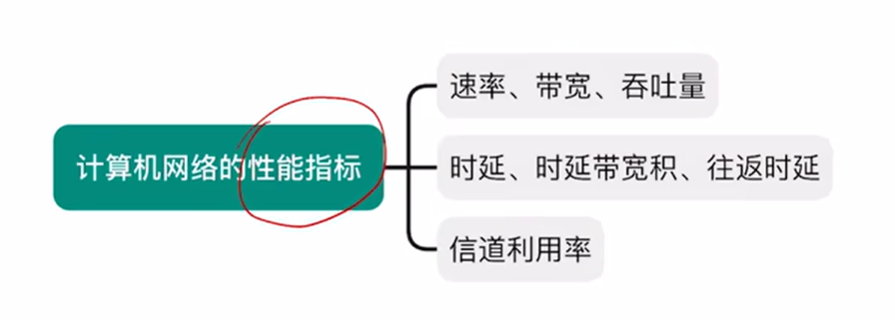 计算机网络的性能指标
速率、带宽、吞吐量
时延、时延带宽积、往返时延
信道利用率